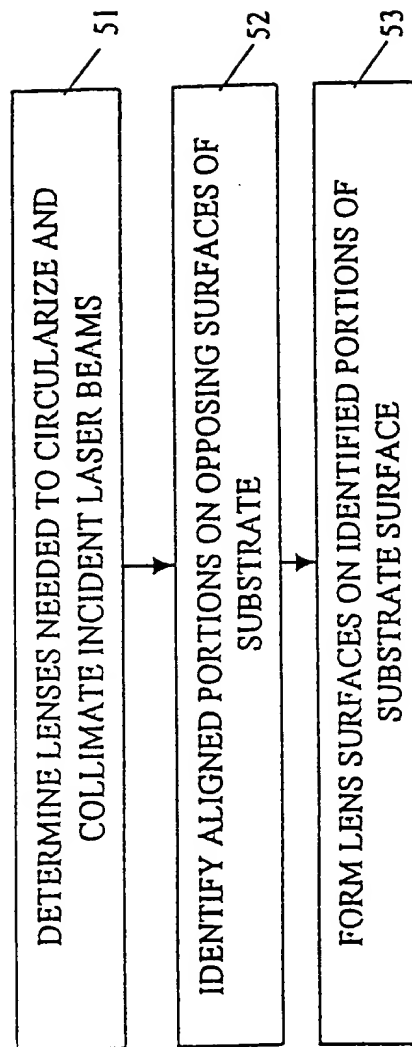 51
DETERMINE LENSES NEEDED TO CIRCULARIZE AND
COLLIMATE INCIDENT LASER BEAMS
52
IDENTIFY ALIGNED PORTIONS ON OPPOSING SURFACES OF
SUBSTRATE
53
FORM LENS SURFACES ON IDENTIFIED PORTIONS OF
SUBSTRATE SURFACE